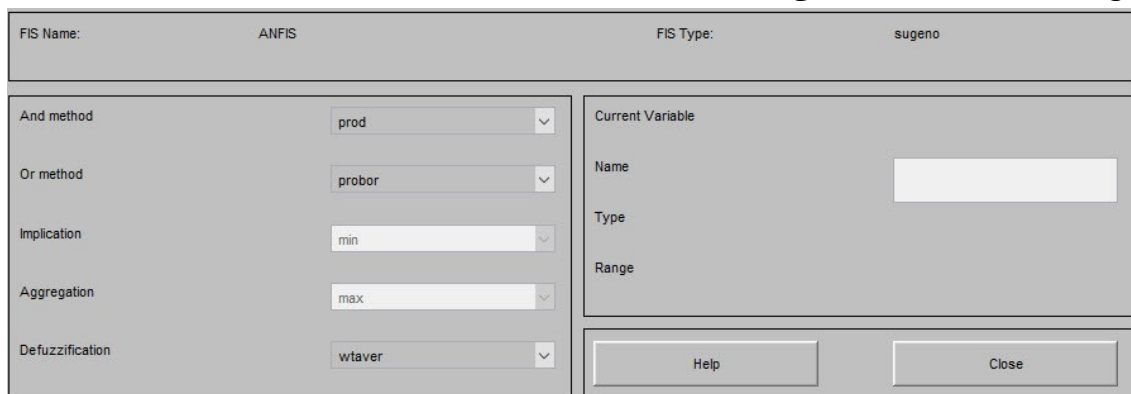 FIS Name: ANFIS FIS Type: sugeno
And method prod
Or method probor
Implication min
Aggregation max
Defuzzification wtaver
Current Variable
Name
Type
Range
Help Close